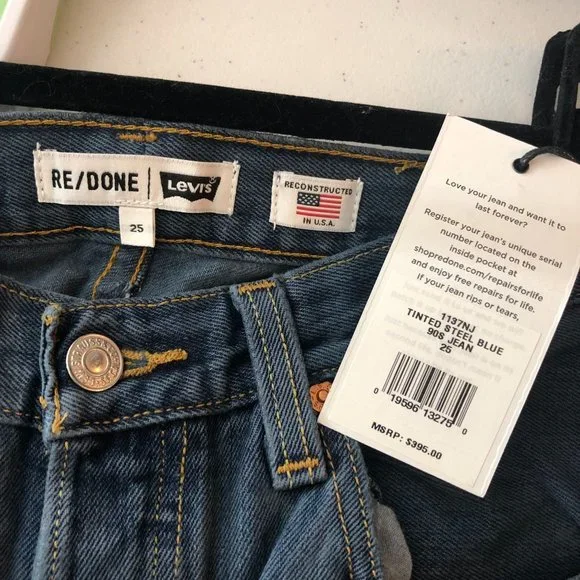 RE/DONE
Levi's
25
RECONSTRUCTED
IN U.S.A.
Love your jean and want it to
last forever?
Register your jean's unique serial
number located on the
inside pocket at
shopredone.com/repairsforlife
and enjoy free repairs for life.
if your jean rips or tears,
1137NJ
TINTED STEEL BLUE
90S JEAN
25
0 19596 13275 0
MSRP: $395.00